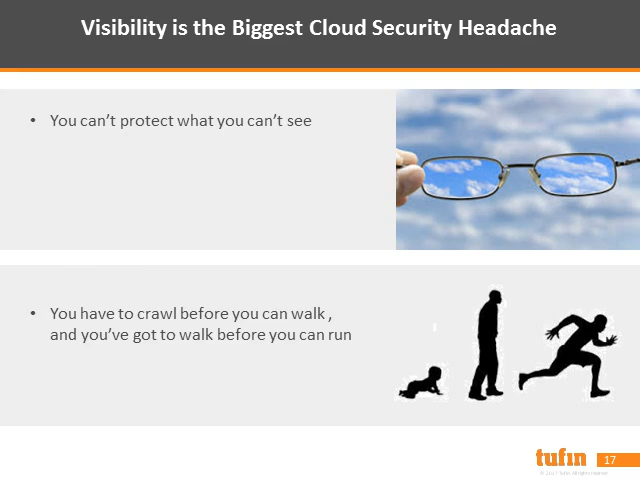 Visibility is the Biggest Cloud Security Headache
• You can’t protect what you can’t see
• You have to crawl before you can walk ,
and you’ve got to walk before you can run
tufin
17